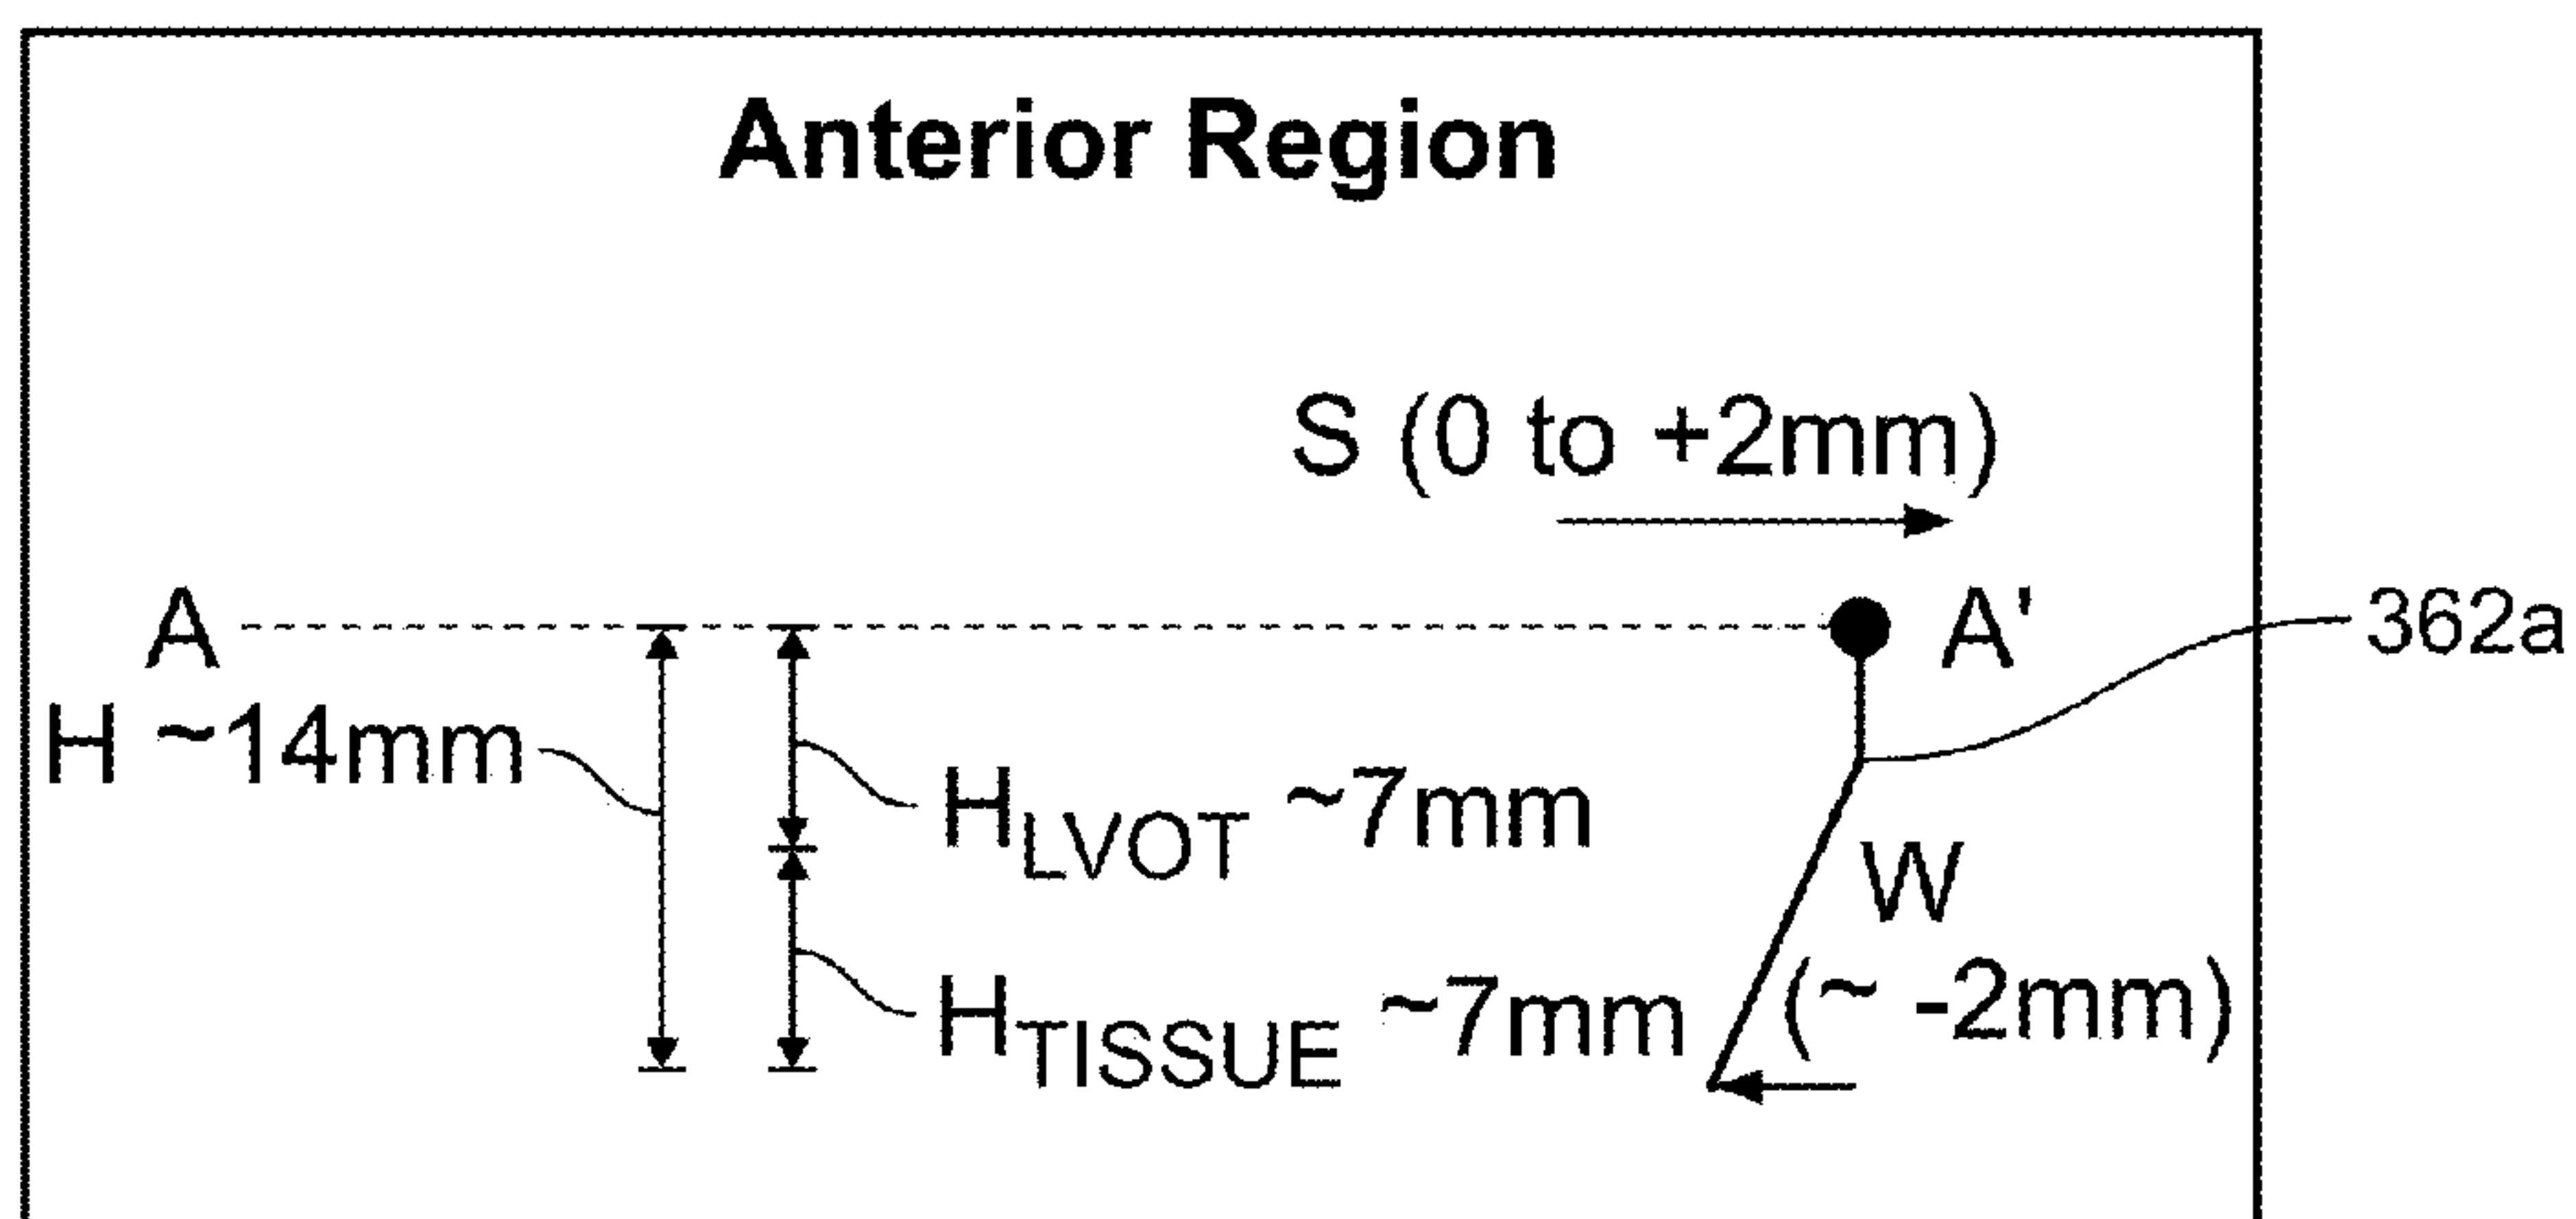 Anterior Region
S (0 to +2mm)
A
A'
362a
H ~14mm
HLVOT ~7mm
W
HTISSUE ~7mm
(~ -2mm)